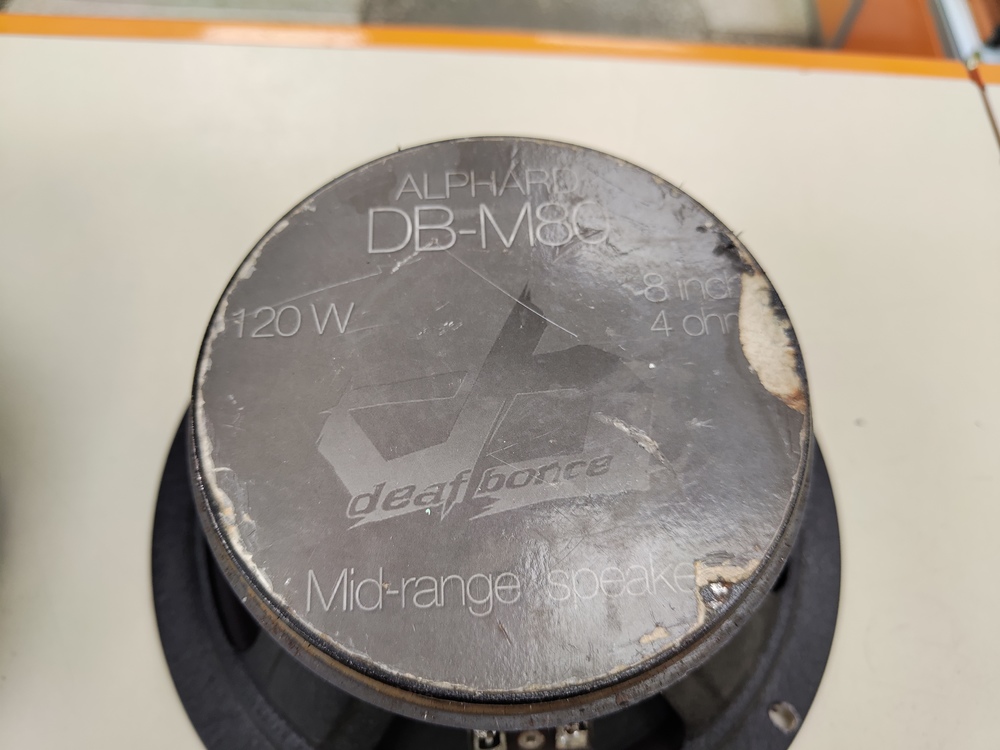 ALPHARD
DB-M80
120 W
8 inch
4 ohm
deaf bonce
Mid-range speaker